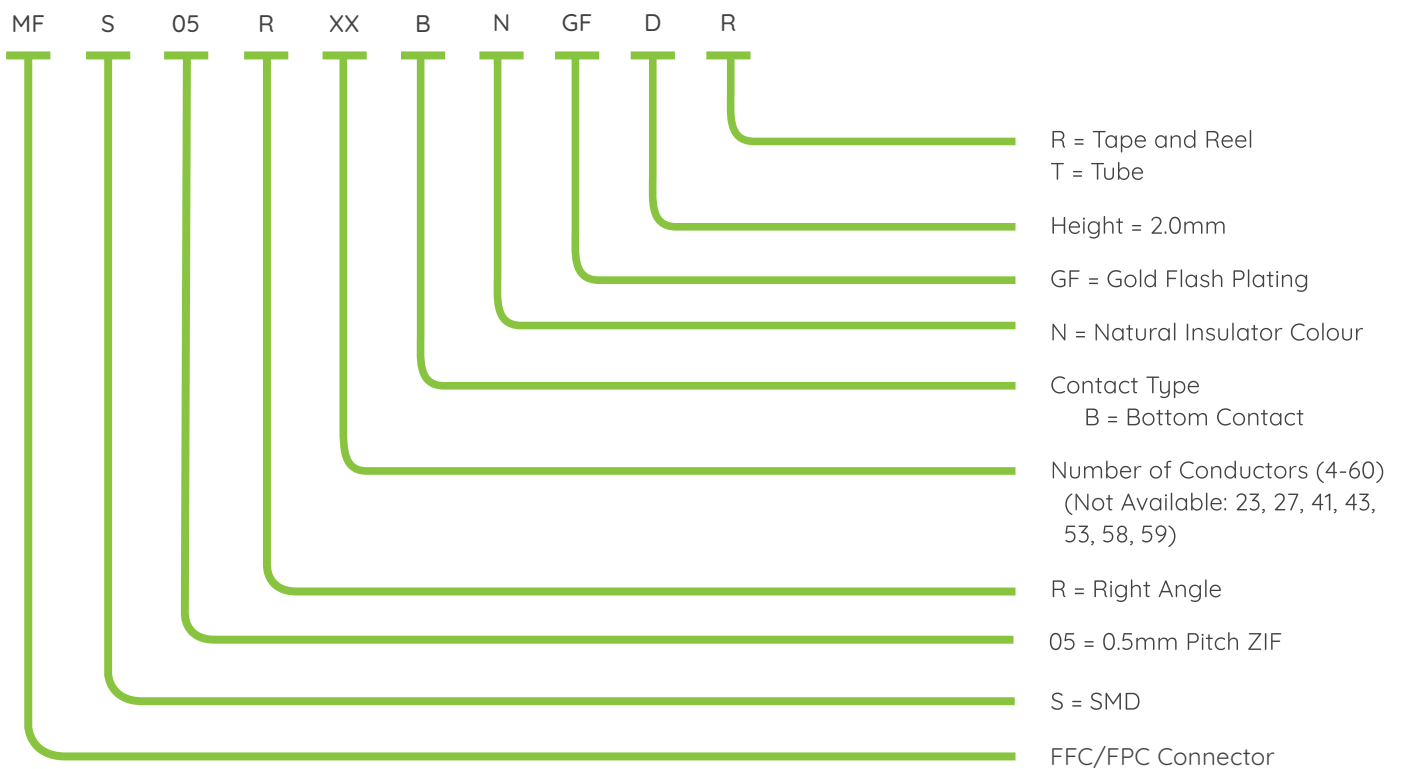 MF S 05 R XX B N GF D R
R = Tape and Reel
T = Tube
Height = 2.0mm
GF = Gold Flash Plating
N = Natural Insulator Colour
Contact Type
B = Bottom Contact
Number of Conductors (4-60)
(Not Available: 23, 27, 41, 43,
53, 58, 59)
R = Right Angle
05 = 0.5mm Pitch ZIF
S = SMD
FFC/FPC Connector